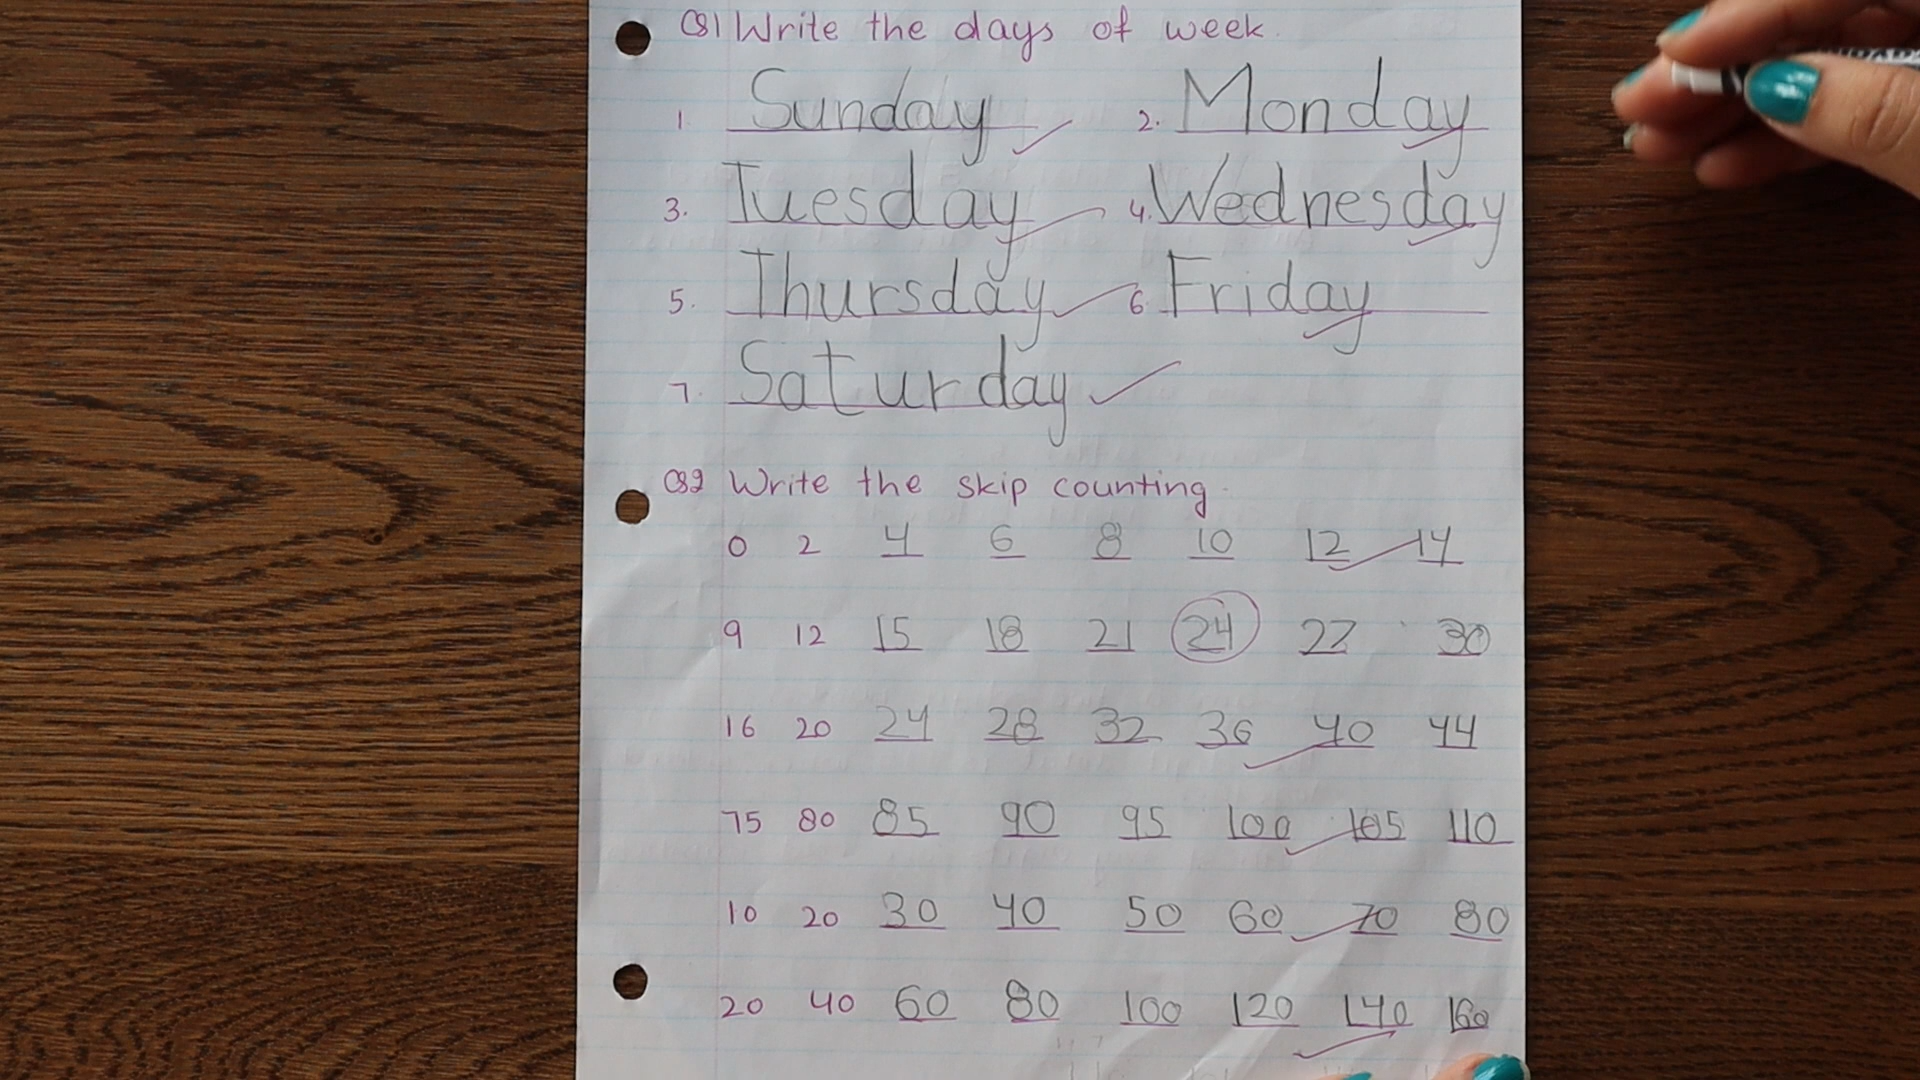 Q1 Write the days of week.
1. Sunday 2. Monday
3. Tuesday 4. Wednesday
5. Thursday 6. Friday
7. Saturday
Q2 Write the skip counting.
0 2 4 6 8 10 12 14
9 12 15 18 21 24 27 30
16 20 24 28 32 36 40 44
75 80 85 90 95 100 105 110
10 20 30 40 50 60 70 80
20 40 60 80 100 120 140 160